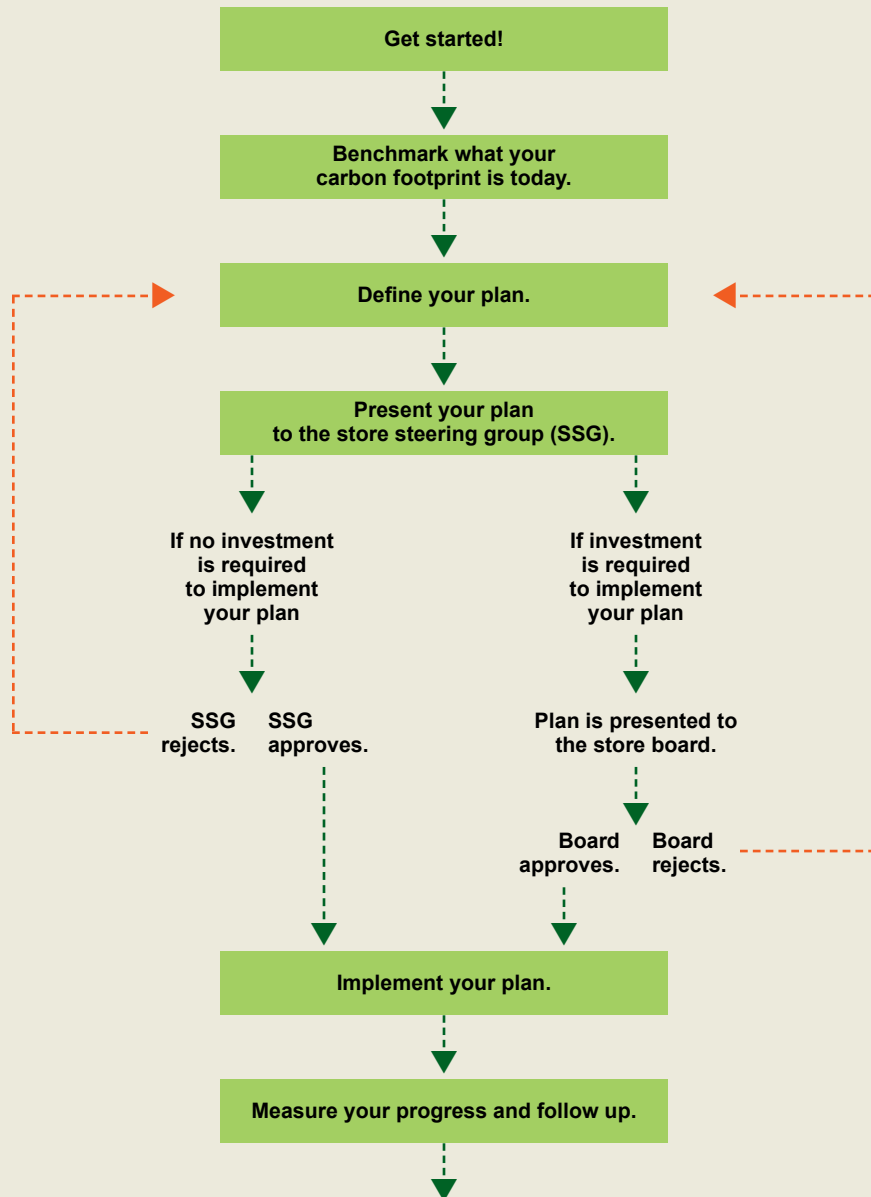 Get started!
Benchmark what your
carbon footprint is today.
Define your plan.
Present your plan
to the store steering group (SSG).
If no investment
is required
to implement
your plan
If investment
is required
to implement
your plan
SSG
rejects.
SSG
approves.
Plan is presented to
the store board.
Board
approves.
Board
rejects.
Implement your plan.
Measure your progress and follow up.